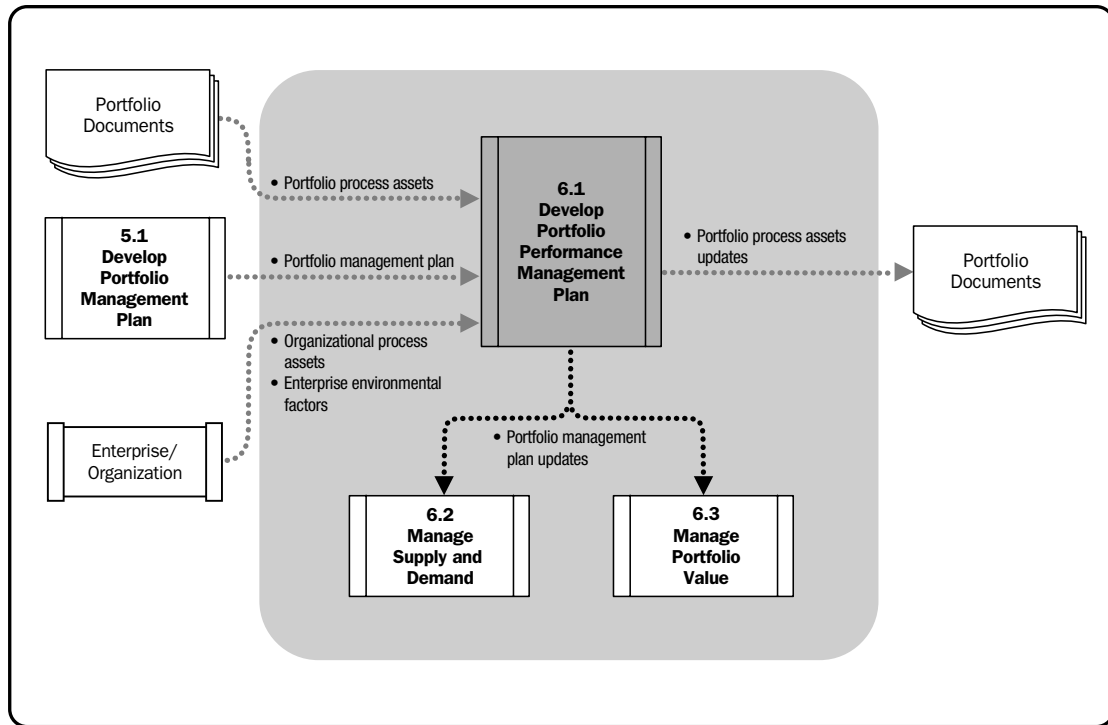 Portfolio
Documents
• Portfolio process assets
5.1
Develop
Portfolio
Management
Plan
• Portfolio management plan
• Organizational process
assets
• Enterprise environmental
factors
Enterprise/
Organization
6.1
Develop
Portfolio
Performance
Management
Plan
• Portfolio process assets
updates
Portfolio
Documents
• Portfolio management
plan updates
6.2
Manage
Supply and
Demand
6.3
Manage
Portfolio
Value